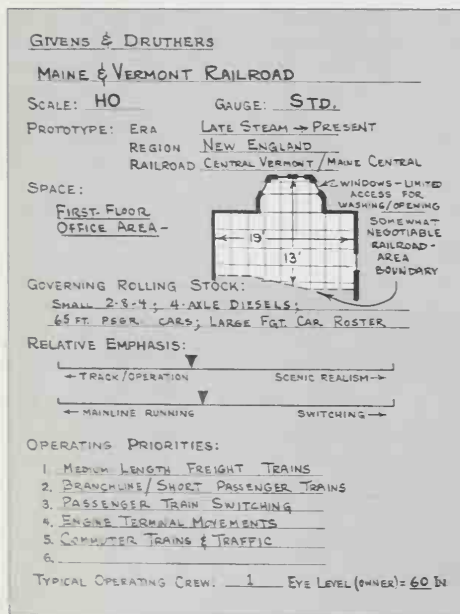 GIVENS & DRUTHERS
MAINE & VERMONT RAILROAD
SCALE: HO GAUGE: STD.
PROTOTYPE: ERA LATE STEAM → PRESENT
REGION NEW ENGLAND
RAILROAD CENTRAL VERMONT / MAINE CENTRAL
SPACE:
FIRST-FLOOR
OFFICE AREA-
WINDOWS-LIMITED
ACCESS FOR
WASHING/OPENING
SOMEWHAT
NEGOTIABLE
RAILROAD-
AREA
BOUNDARY
19'
13'
GOVERNING ROLLING STOCK:
SMALL 2-8-4; 4-AXLE DIESELS;
65 FT. PSGR. CARS; LARGE FGT. CAR ROSTER
RELATIVE EMPHASIS:
←TRACK/OPERATION SCENIC REALISM→
←MAINLINE RUNNING SWITCHING→
OPERATING PRIORITIES:
1. MEDIUM LENGTH FREIGHT TRAINS
2. BRANCHLINE/SHORT PASSENGER TRAINS
3. PASSENGER TRAIN SWITCHING
4. ENGINE TERMINAL MOVEMENTS
5. COMMUTER TRAINS & TRAFFIC
6.
TYPICAL OPERATING CREW: 1 EYE LEVEL (OWNER)= 60 IN